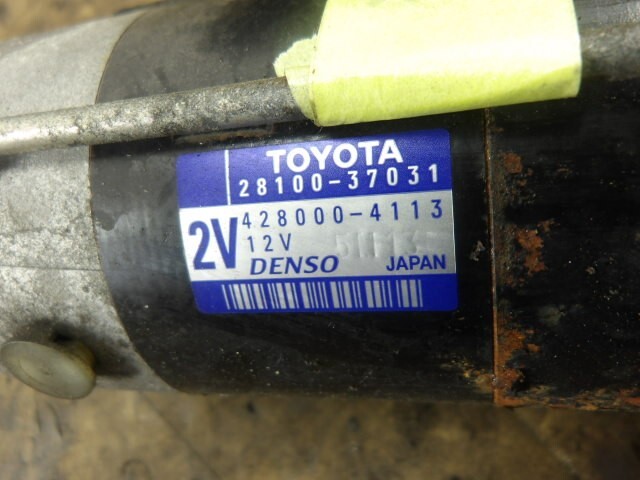 TOYOTA
28100-37031
2V
428000-4113
12V
DENSO JAPAN